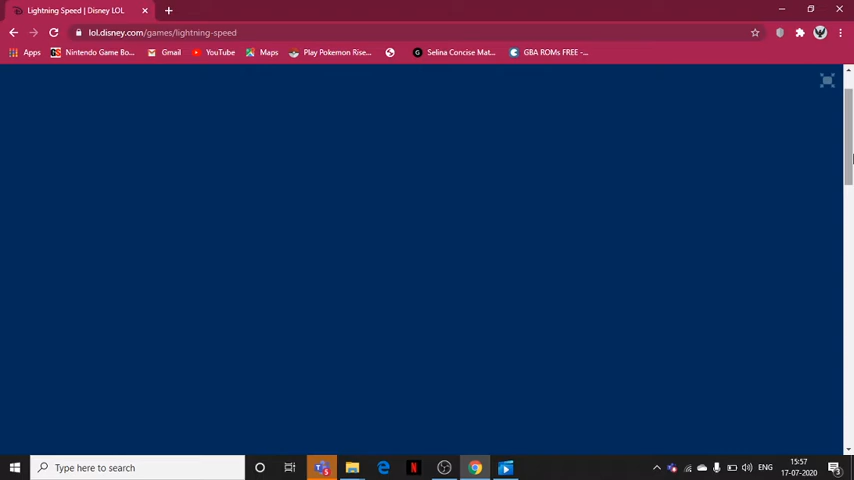 Lightning Speed | Disney LOL
lol.disney.com/games/lightning-speed
Apps Nintendo Game Bo... Gmail YouTube Maps Play Pokemon Rise... Selina Concise Mat... GBA ROMs FREE -...
Type here to search
ENG
15:57
17-07-2020